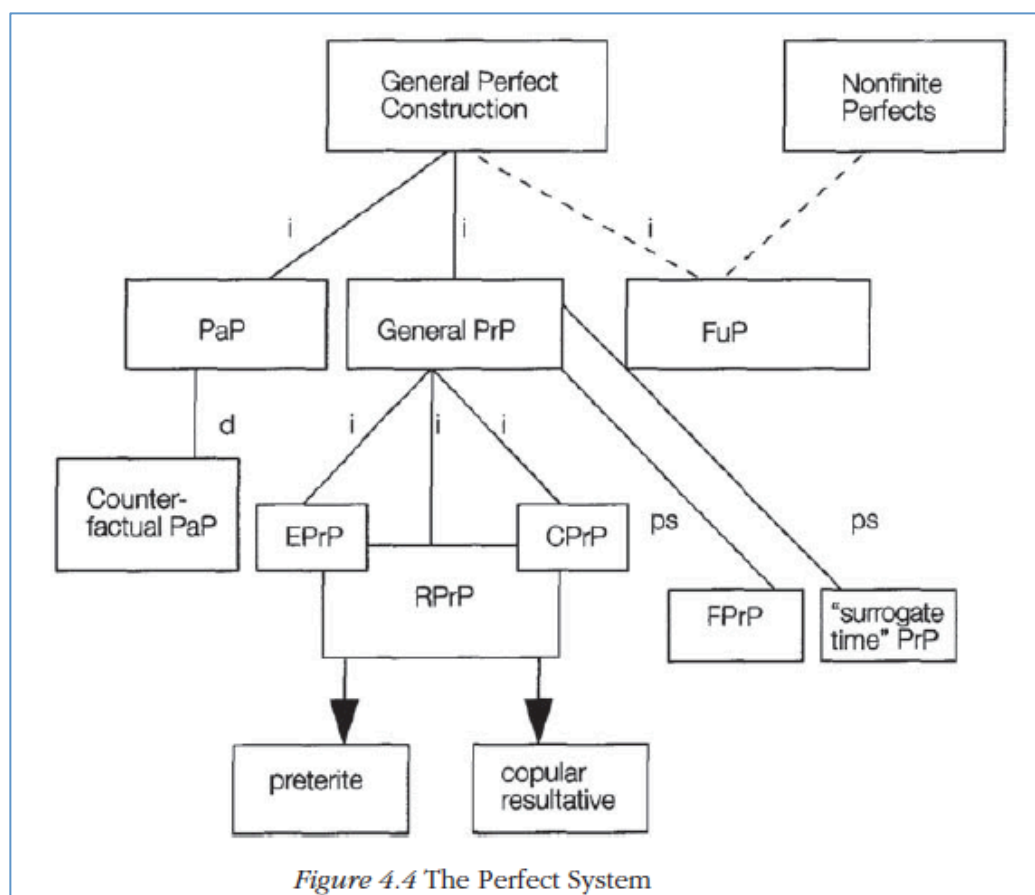 General Perfect
Construction
Nonfinite
Perfects
i
i
i
PaP
General PrP
FuP
d
i
i
i
Counter-
factual PaP
EPrP
CPrP
ps
ps
RPrP
FPrP
"surrogate
time" PrP
preterite
copular
resultative
Figure 4.4 The Perfect System